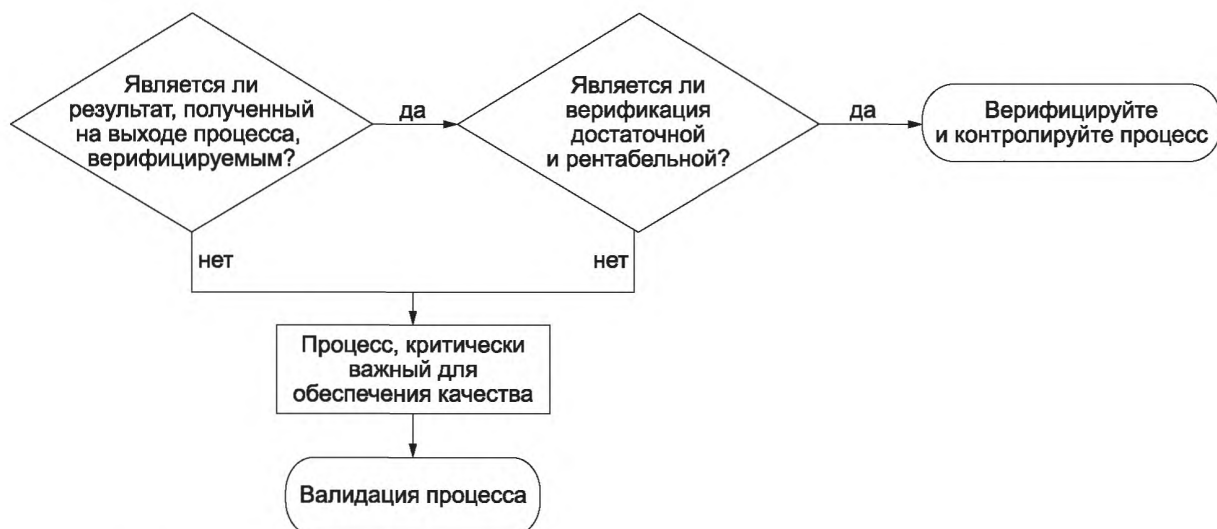 Является ли
результат, полученный
на выходе процесса,
верифицируемым?
да
Является ли
верификация
достаточной
и рентабельной?
да
Верифицируйте
и контролируйте процесс
нет
нет
Процесс, критически
важный для
обеспечения качества
Валидация процесса